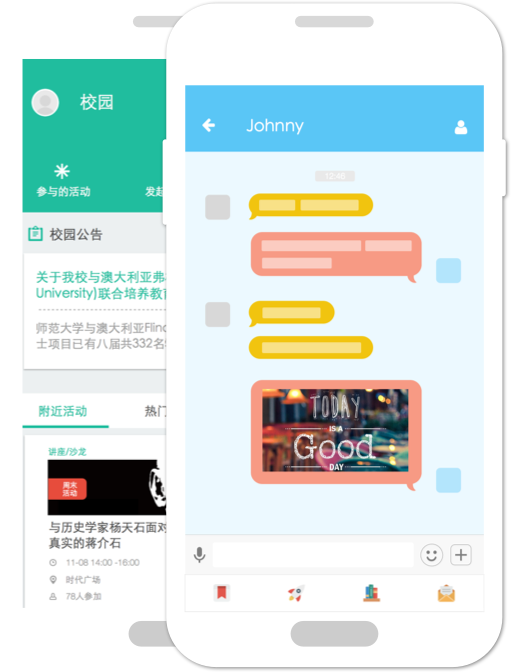 校园
参与的活动
发起
校园公告
关于我校与澳大利亚弗
University)联合培养教育
师范大学与澳大利亚Flind
士项目已有八届共332名
附近活动
热门
讲座/沙龙
周末
活动
与历史学家杨天石面对
真实的蒋介石
11-08 14:00 -16:00
时代广场
78人参加
Johnny
12:48
TODAY
IS A
Good
DAY